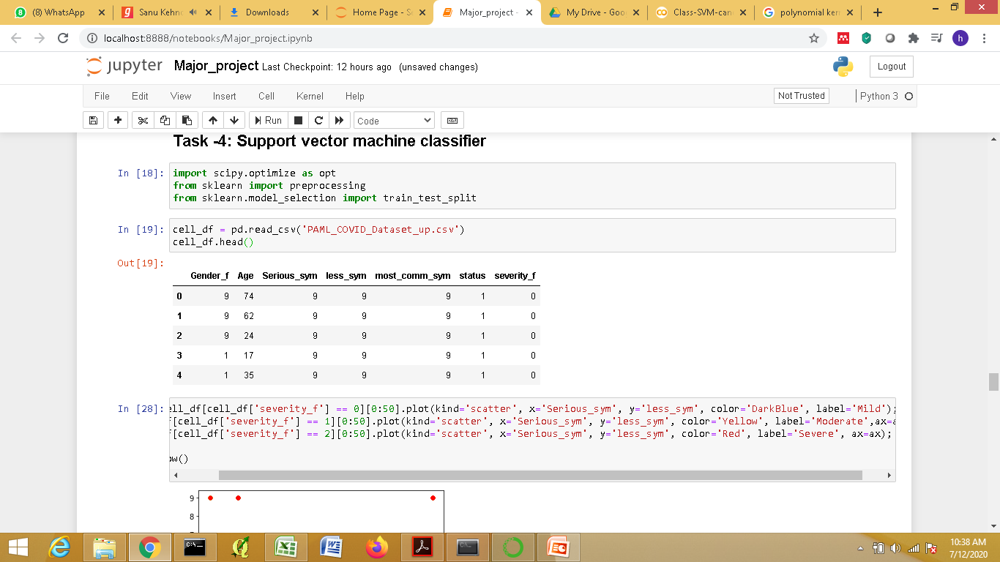 (8) WhatsApp
Sanu Kehn
Downloads
Home Page - S
Major_project -
My Drive - Goo
Class-SVM-can
polynomial ker
localhost:8888/notebooks/Major_project.ipynb
h
jupyter Major_project Last Checkpoint: 12 hours ago (unsaved changes)
Logout
File Edit View Insert Cell Kernel Help
Not Trusted
Python 3
Run
Code
Task -4: Support vector machine classifier
In [18]: import scipy.optimize as opt
from sklearn import preprocessing
from sklearn.model_selection import train_test_split
In [19]: cell_df = pd.read_csv('PAML_COVID_Dataset_up.csv')
cell_df.head()
Out[19]:
Gender_f Age Serious_sym less_sym most_comm_sym status severity_f
0 9 74 9 9 9 1 0
1 9 62 9 9 9 1 0
2 9 24 9 9 9 1 0
3 1 17 9 9 9 1 0
4 1 35 9 9 9 1 0
In [28]: ell_df[cell_df['severity_f'] == 0][0:50].plot(kind='scatter', x='Serious_sym', y='less_sym', color='DarkBlue', label='Mild');
f[cell_df['severity_f'] == 1][0:50].plot(kind='scatter', x='Serious_sym', y='less_sym', color='Yellow', label='Moderate',ax=a
f[cell_df['severity_f'] == 2][0:50].plot(kind='scatter', x='Serious_sym', y='less_sym', color='Red', label='Severe', ax=ax);
ow()
9
8
10:38 AM
7/12/2020